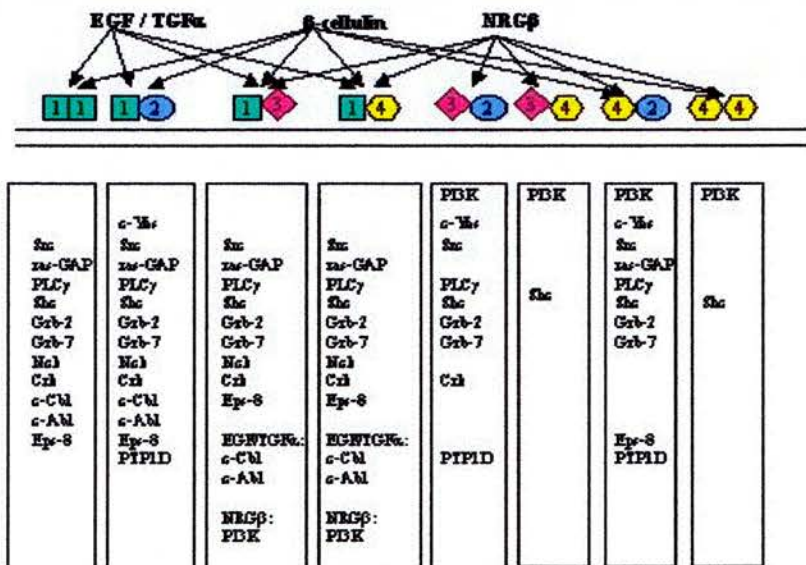 EGF / TGFα
β-cellulin
NRGβ
1 1
1 2
1 3
1 4
3 2
3 4
4 2
4 4
Src
ras-GAP
PLCγ
Shc
Grb-2
Grb-7
Nck
Crk
c-Cbl
c-Abl
Eps-8
Src
ras-GAP
PLCγ
Shc
Grb-2
Grb-7
Nck
Crk
c-Cbl
c-Abl
Eps-8
PTP1D
Src
ras-GAP
PLCγ
Shc
Grb-2
Grb-7
Nck
Crk
Eps-8
EGF/TGFα:
c-Cbl
c-Abl
NRGβ:
PI3K
Src
ras-GAP
PLCγ
Shc
Grb-2
Grb-7
Nck
Crk
Eps-8
EGF/TGFα:
c-Cbl
c-Abl
NRGβ:
PI3K
PI3K
Src
PLCγ
Shc
Grb-2
Grb-7
Crk
PTP1D
PI3K
Shc
PI3K
Src
ras-GAP
PLCγ
Shc
Grb-2
Grb-7
Eps-8
PTP1D
PI3K
Shc